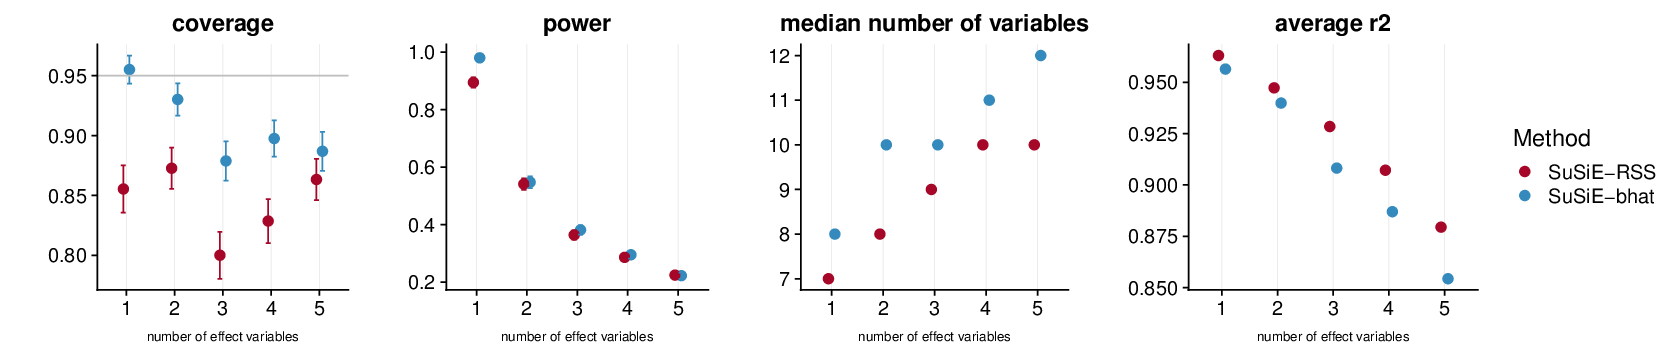 coverage
0.95
0.90
0.85
0.80
1 2 3 4 5
number of effect variables
power
1.0
0.8
0.6
0.4
0.2
1 2 3 4 5
number of effect variables
median number of variables
12
11
10
9
8
7
1 2 3 4 5
number of effect variables
average r2
0.950
0.925
0.900
0.875
0.850
1 2 3 4 5
number of effect variables
Method
SuSiE−RSS
SuSiE−bhat